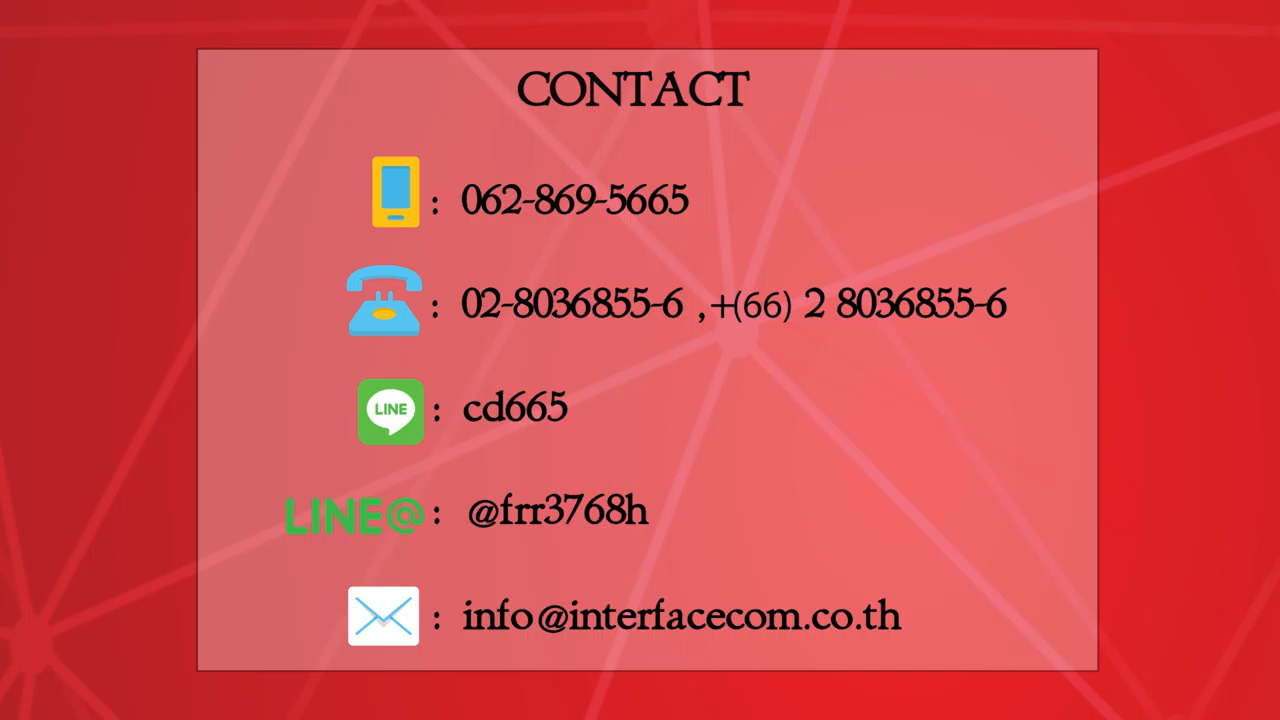 CONTACT
: 062-869-5665
: 02-8036855-6 ,+(66) 2 8036855-6
LINE : cd665
LINE@ : @frr3768h
: info@interfacecom.co.th